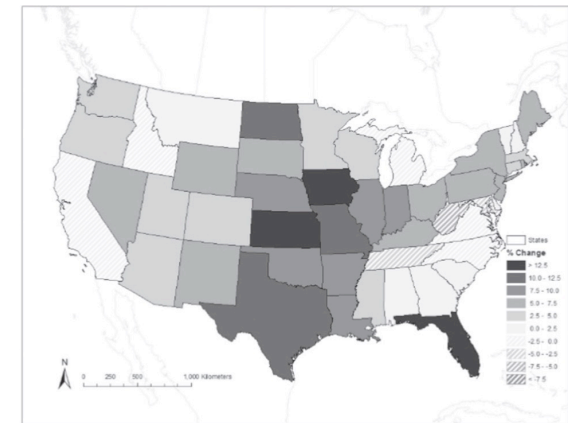 States
% Change
> 12.5
10.0 - 12.5
7.5 - 10.0
5.0 - 7.5
2.5 - 5.0
0.0 - 2.5
-2.5 - 0.0
-5.0 - -2.5
-7.5 - -5.0
< -7.5
N
0 250 500 1,000 Kilometers